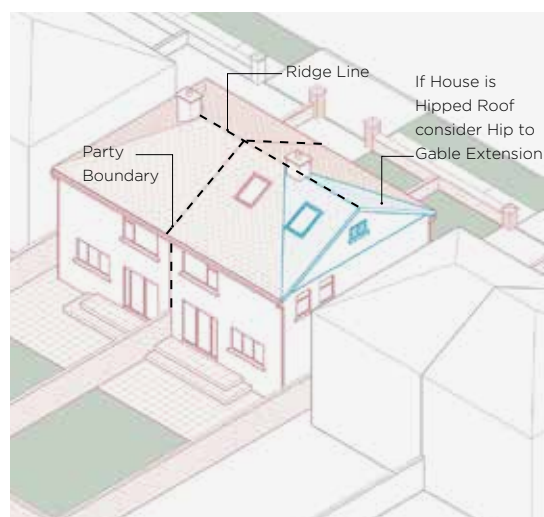 Ridge Line
If House is
Hipped Roof
consider Hip to
Gable Extension
Party
Boundary